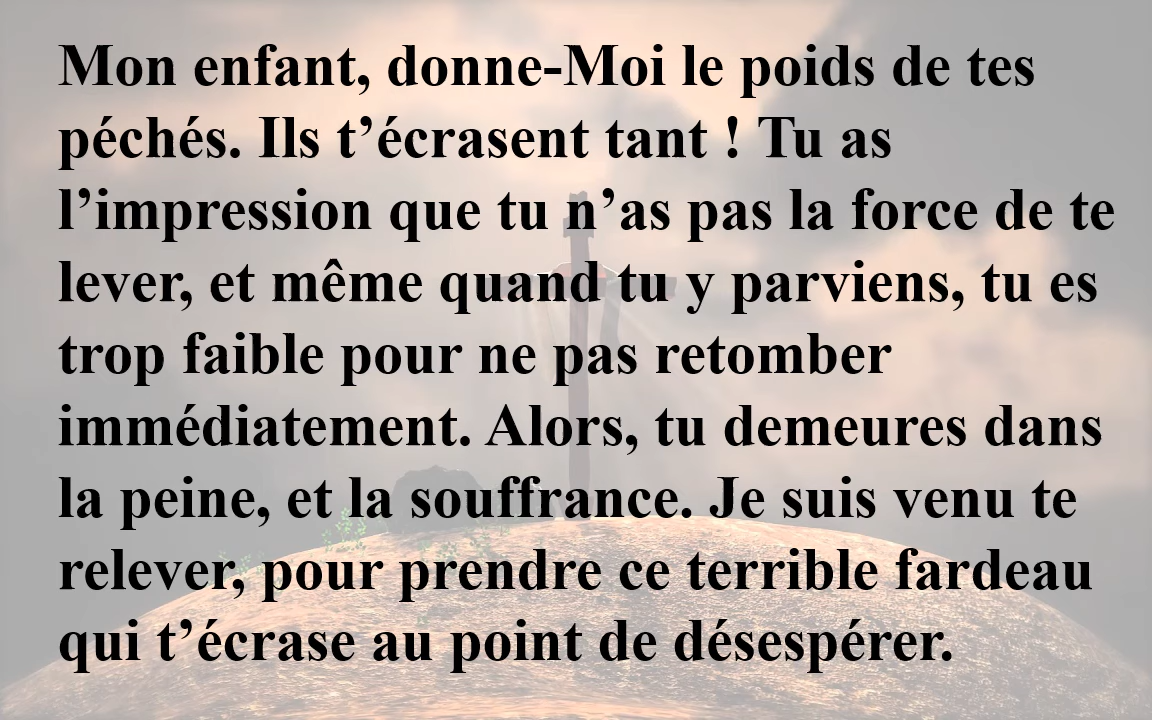 Mon enfant, donne-Moi le poids de tes
péchés. Ils t’écrasent tant ! Tu as
l’impression que tu n’as pas la force de te
lever, et même quand tu y parviens, tu es
trop faible pour ne pas retomber
immédiatement. Alors, tu demeures dans
la peine, et la souffrance. Je suis venu te
relever, pour prendre ce terrible fardeau
qui t’écrase au point de désespérer.